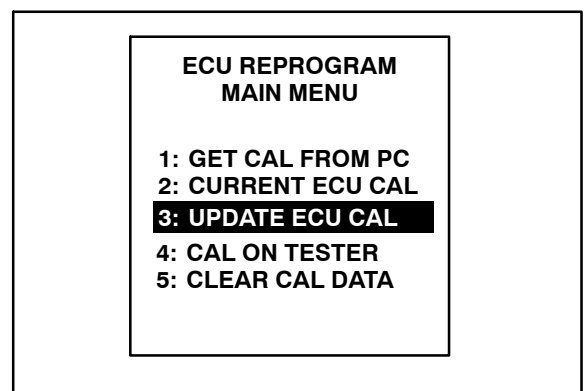 ECU REPROGRAM
MAIN MENU
1: GET CAL FROM PC
2: CURRENT ECU CAL
3: UPDATE ECU CAL
4: CAL ON TESTER
5: CLEAR CAL DATA